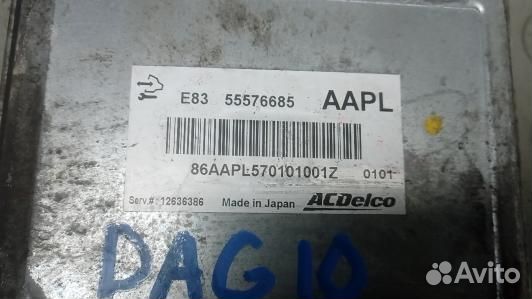 E83 55576685 AAPL
86AAPL570101001Z 0101
Serv.#: 12636386 Made in Japan ACDelco
DAG10
Avito